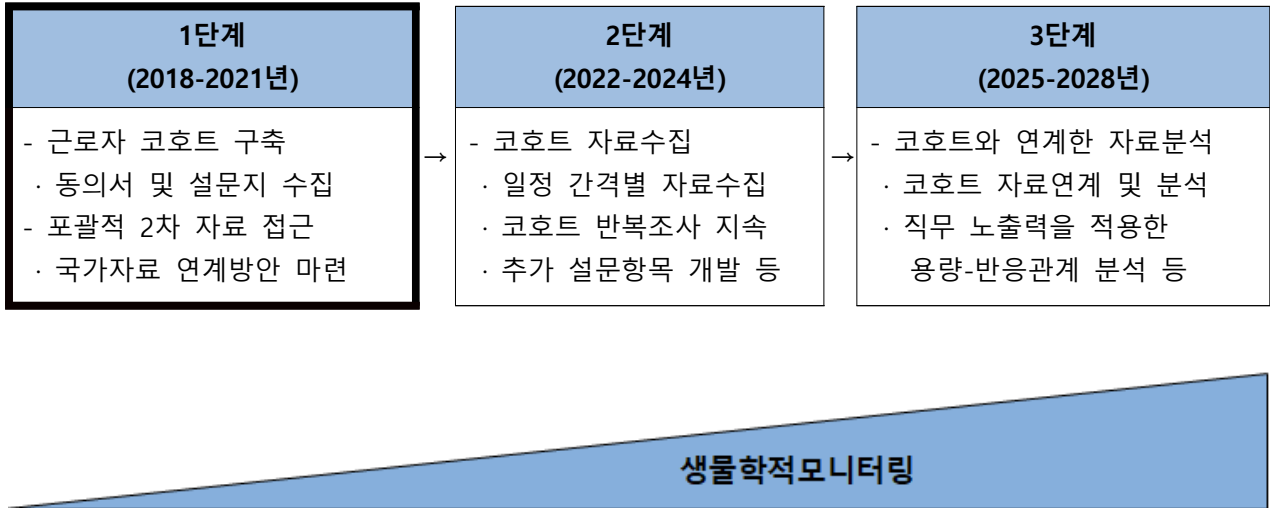 1단계
(2018-2021년)
- 근로자 코호트 구축
· 동의서 및 설문지 수집
- 포괄적 2차 자료 접근
· 국가자료 연계방안 마련
→
2단계
(2022-2024년)
- 코호트 자료수집
· 일정 간격별 자료수집
· 코호트 반복조사 지속
· 추가 설문항목 개발 등
→
3단계
(2025-2028년)
- 코호트와 연계한 자료분석
· 코호트 자료연계 및 분석
· 직무 노출력을 적용한
용량-반응관계 분석 등
생물학적모니터링